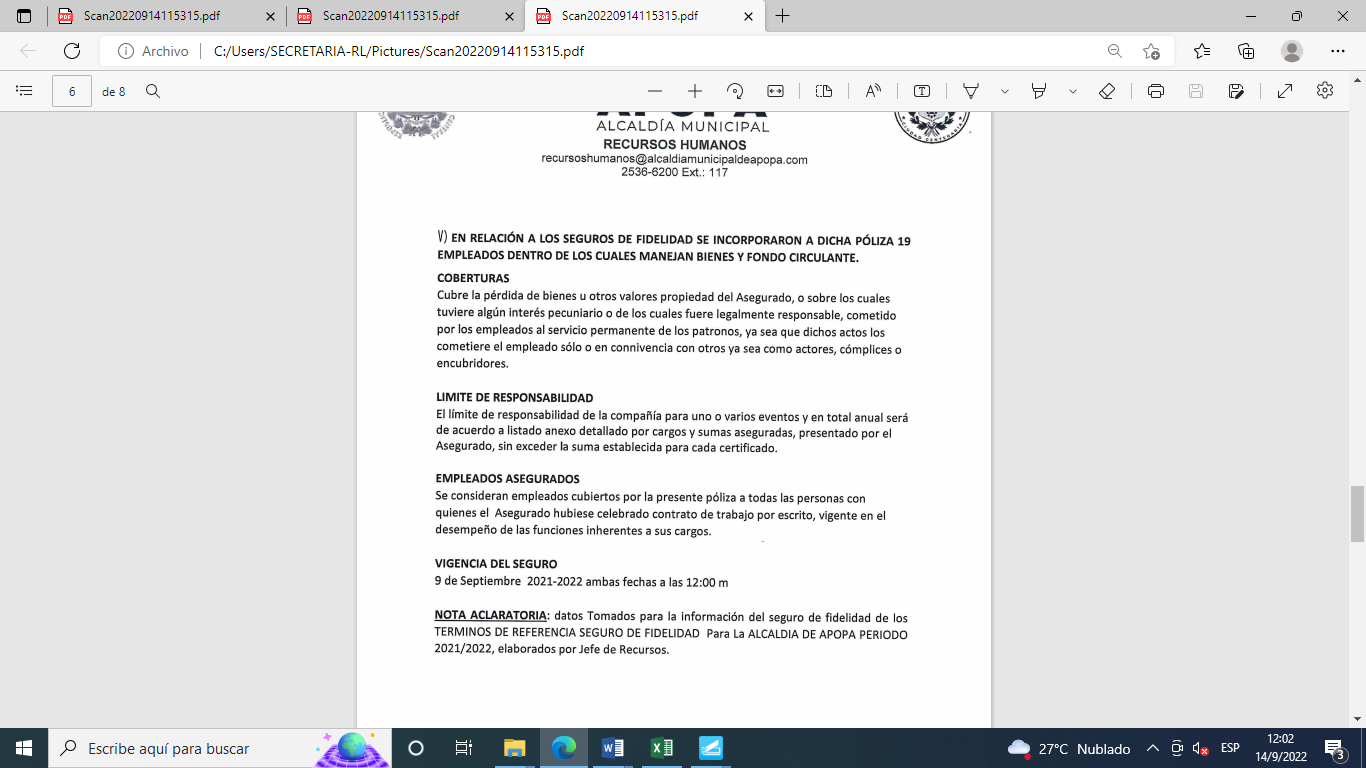 Scan20220914115315.pdf
Scan20220914115315.pdf
Scan20220914115315.pdf
Archivo
C:/Users/SECRETARIA-RL/Pictures/Scan20220914115315.pdf
6
de 8
APOPA
ALCALDÍA MUNICIPAL
RECURSOS HUMANOS
recursoshumanos@alcaldiamunicipaldeapopa.com
2536-6200 Ext.: 117
CIUDAD CENTENARIA
V) EN RELACIÓN A LOS SEGUROS DE FIDELIDAD SE INCORPORARON A DICHA PÓLIZA 19
EMPLEADOS DENTRO DE LOS CUALES MANEJAN BIENES Y FONDO CIRCULANTE.
COBERTURAS
Cubre la pérdida de bienes u otros valores propiedad del Asegurado, o sobre los cuales
tuviere algún interés pecuniario o de los cuales fuere legalmente responsable, cometido
por los empleados al servicio permanente de los patronos, ya sea que dichos actos los
cometiere el empleado sólo o en connivencia con otros ya sea como actores, cómplices o
encubridores.
LIMITE DE RESPONSABILIDAD
El límite de responsabilidad de la compañía para uno o varios eventos y en total anual será
de acuerdo a listado anexo detallado por cargos y sumas aseguradas, presentado por el
Asegurado, sin exceder la suma establecida para cada certificado.
EMPLEADOS ASEGURADOS
Se consideran empleados cubiertos por la presente póliza a todas las personas con
quienes el Asegurado hubiese celebrado contrato de trabajo por escrito, vigente en el
desempeño de las funciones inherentes a sus cargos.
VIGENCIA DEL SEGURO
9 de Septiembre 2021-2022 ambas fechas a las 12:00 m
NOTA ACLARATORIA: datos Tomados para la información del seguro de fidelidad de los
TERMINOS DE REFERENCIA SEGURO DE FIDELIDAD Para La ALCALDIA DE APOPA PERIODO
2021/2022, elaborados por Jefe de Recursos.
Escribe aquí para buscar
27°C Nublado
ESP
12:02
14/9/2022
3